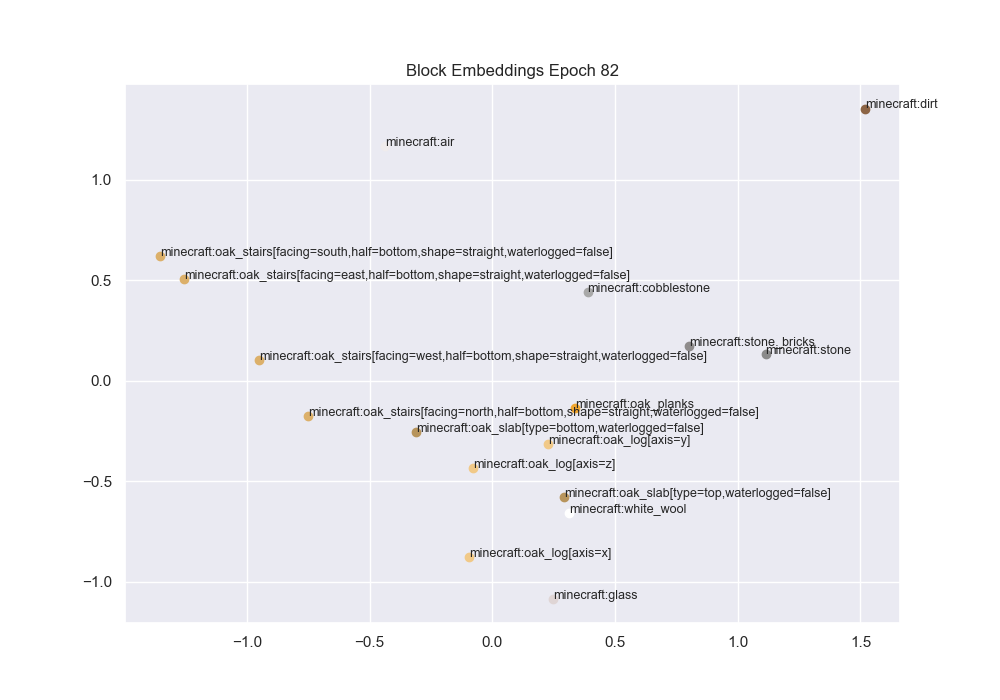 Block Embeddings Epoch 82
minecraft:dirt
minecraft:air
1.0
minecraft:oak_stairs[facing=south,half=bottom,shape=straight,waterlogged=false]
minecraft:oak_stairs[facing=east,half=bottom,shape=straight,waterlogged=false]
0.5
minecraft:cobblestone
minecraft:stone_bricks
minecraft:stone
minecraft:oak_stairs[facing=west,half=bottom,shape=straight,waterlogged=false]
0.0
minecraft:oak_planks
minecraft:oak_stairs[facing=north,half=bottom,shape=straight,waterlogged=false]
minecraft:oak_slab[type=bottom,waterlogged=false]
minecraft:oak_log[axis=y]
minecraft:oak_log[axis=z]
−0.5
minecraft:oak_slab[type=top,waterlogged=false]
minecraft:white_wool
minecraft:oak_log[axis=x]
−1.0
minecraft:glass
−1.0 −0.5 0.0 0.5 1.0 1.5